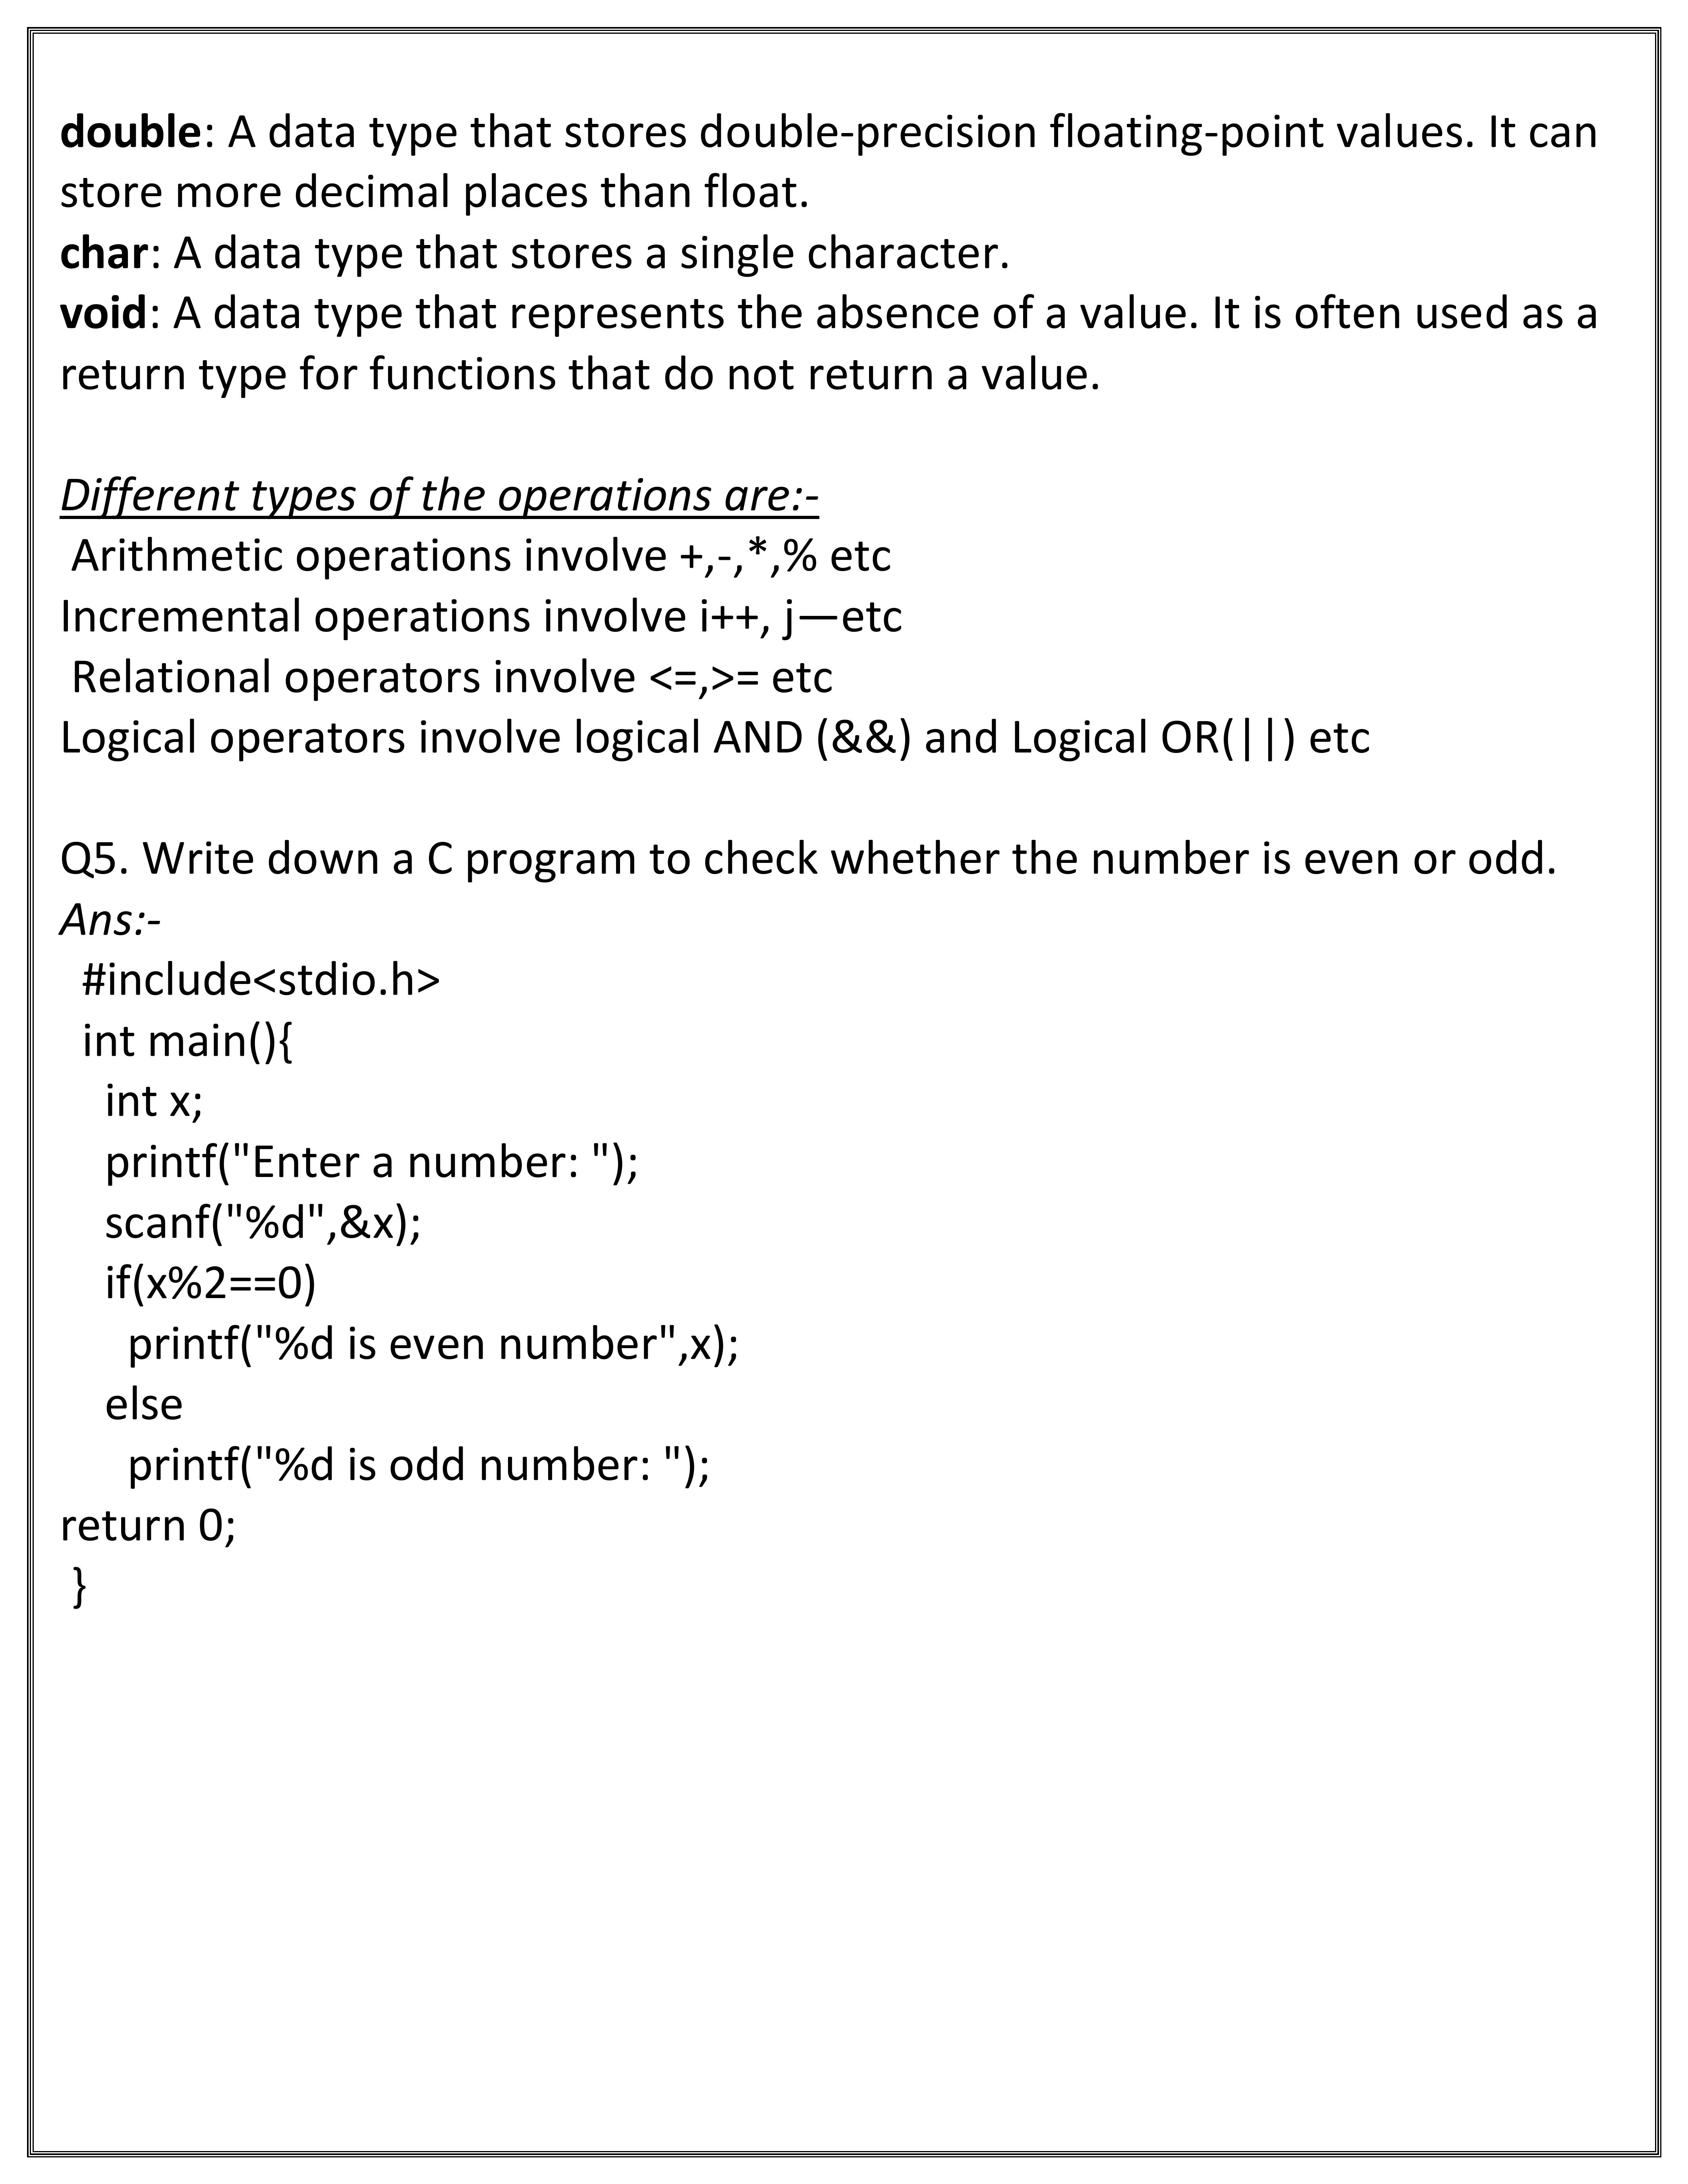 double: A data type that stores double-precision floating-point values. It can
store more decimal places than float.
char: A data type that stores a single character.
void: A data type that represents the absence of a value. It is often used as a
return type for functions that do not return a value.
Different types of the operations are:-
Arithmetic operations involve +,-,*,% etc
Incremental operations involve i++, j—etc
Relational operators involve <=,>= etc
Logical operators involve logical AND (&&) and Logical OR(||) etc
Q5. Write down a C program to check whether the number is even or odd.
Ans:-
#include<stdio.h>
int main(){
int x;
printf("Enter a number: ");
scanf("%d",&x);
if(x%2==0)
printf("%d is even number",x);
else
printf("%d is odd number: ");
return 0;
}